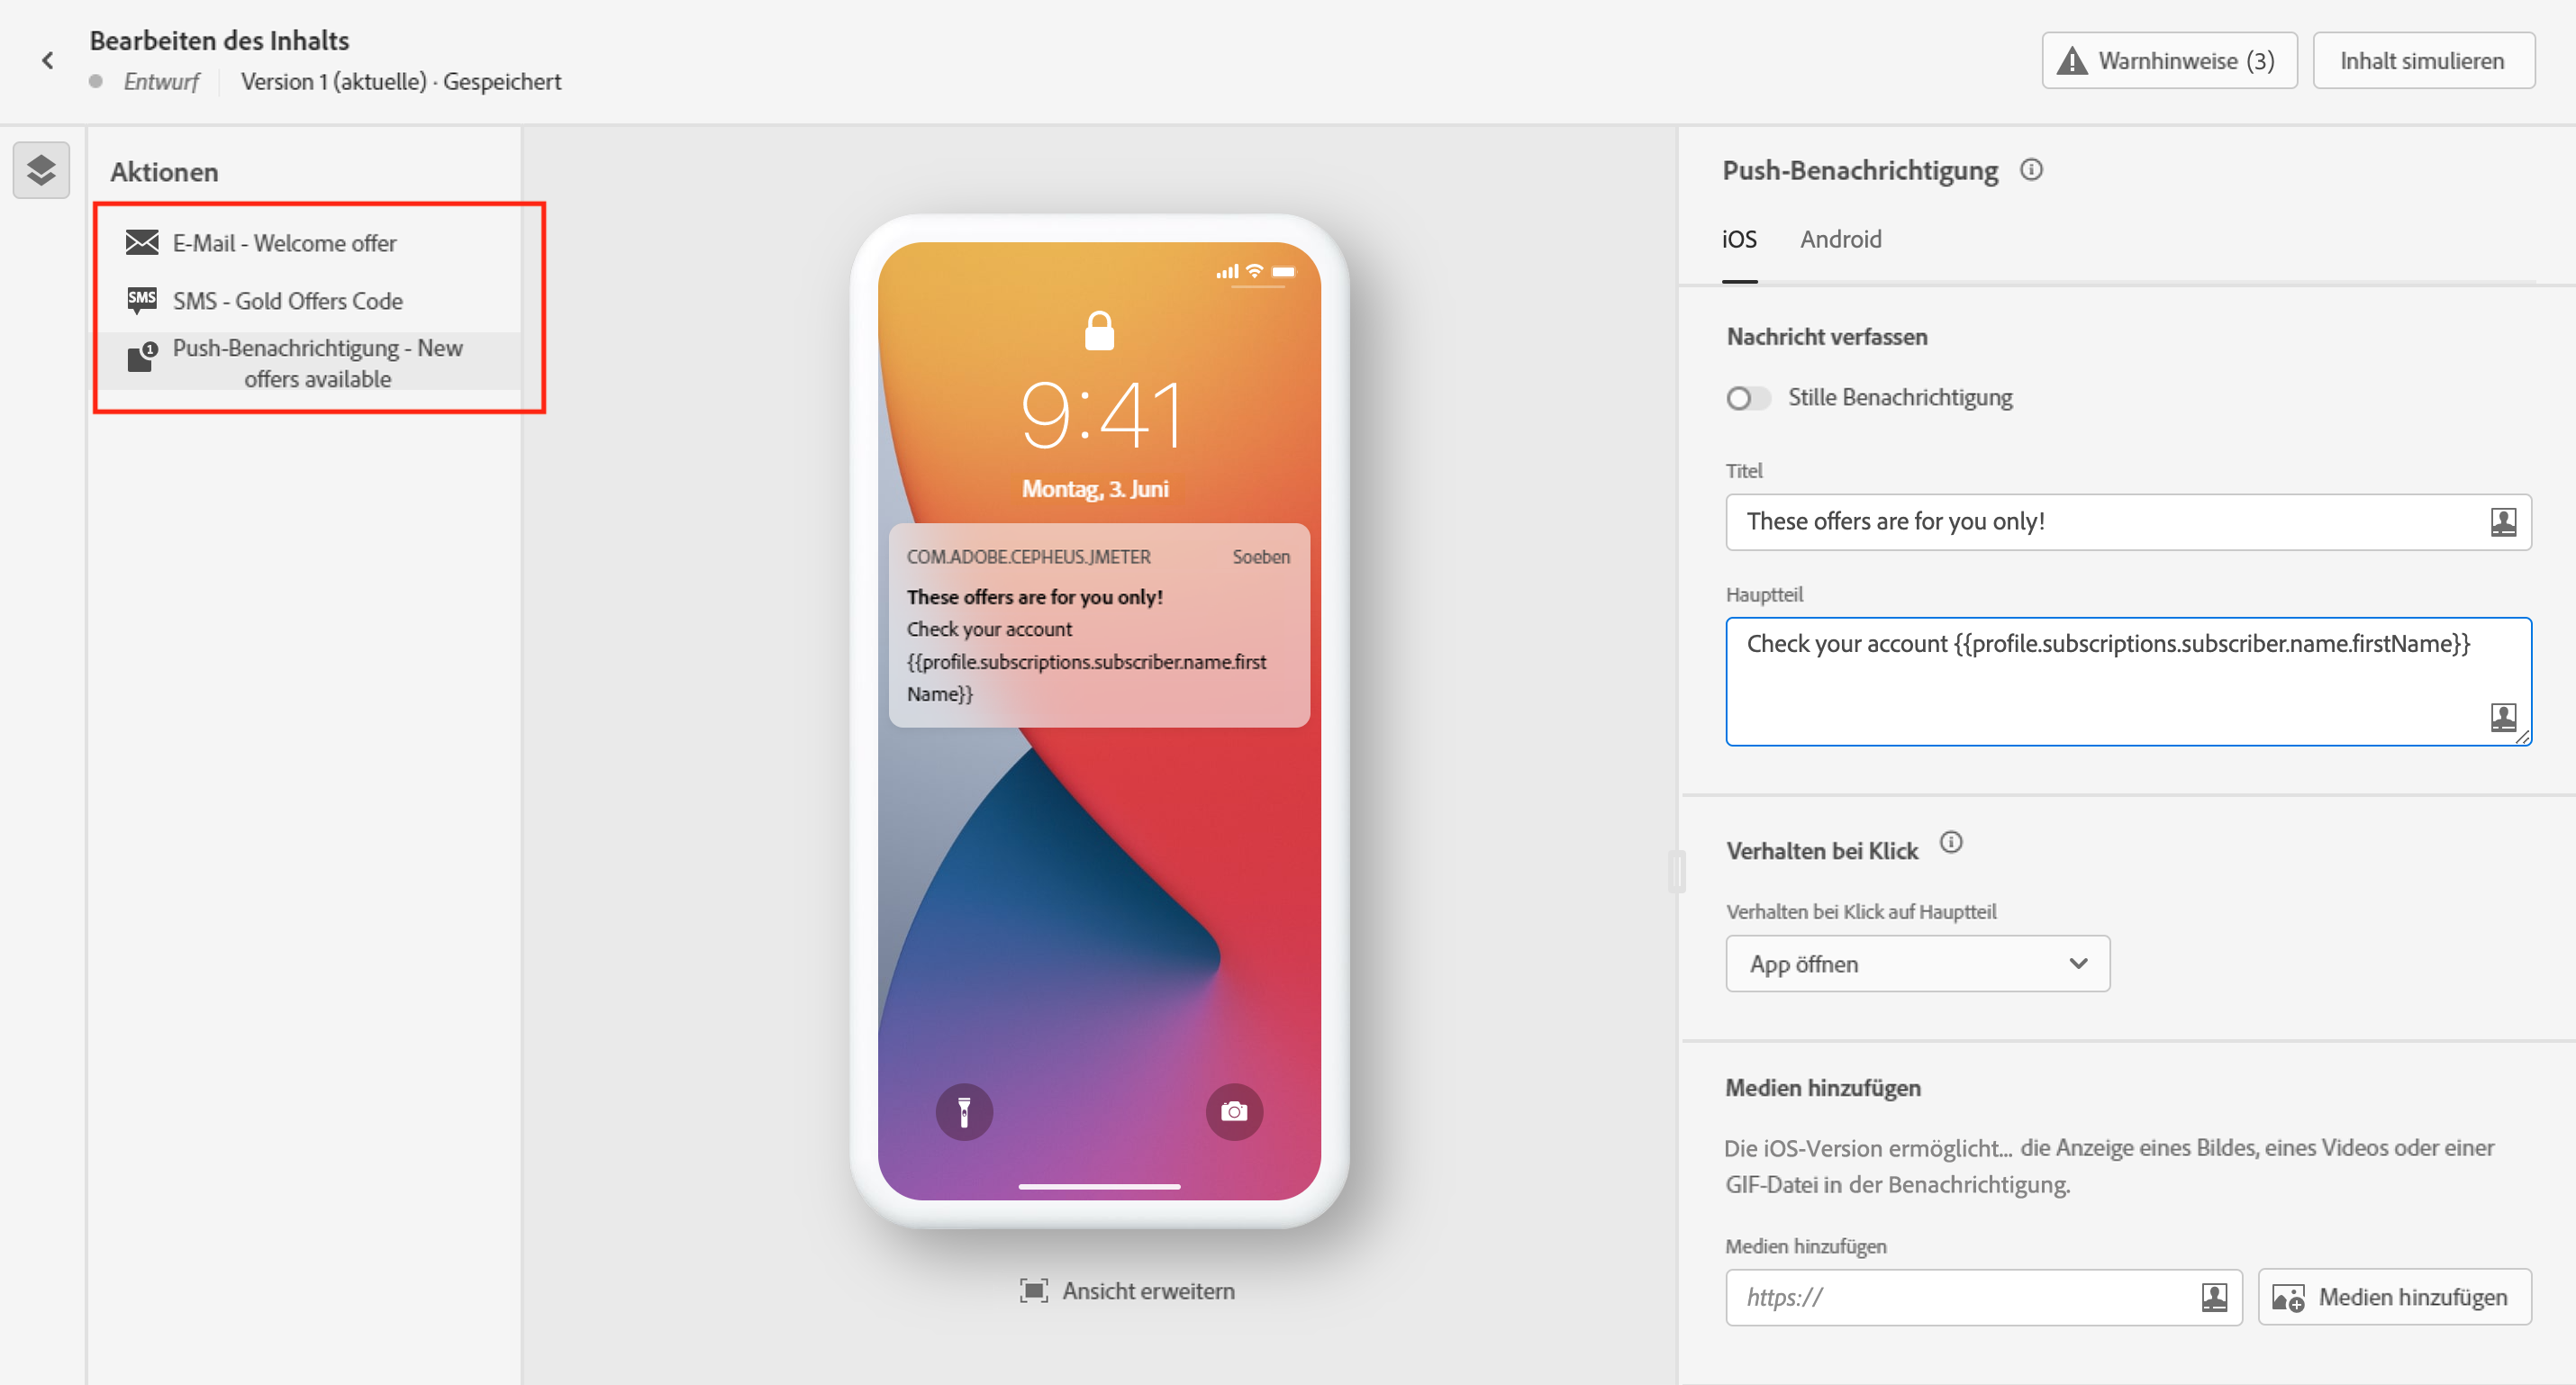 Bearbeiten des Inhalts
Entwurf
Version 1 (aktuelle) · Gespeichert
Warnhinweise (3)
Inhalt simulieren
Aktionen
E-Mail - Welcome offer
SMS
SMS - Gold Offers Code
1
Push-Benachrichtigung - New
offers available
9:41
Montag, 3. Juni
COM.ADOBE.CEPHEUS.JMETER
Soeben
These offers are for you only!
Check your account
{{profile.subscriptions.subscriber.name.first
Name}}
Ansicht erweitern
Push-Benachrichtigung
iOS
Android
Nachricht verfassen
Stille Benachrichtigung
Titel
These offers are for you only!
Hauptteil
Check your account {{profile.subscriptions.subscriber.name.firstName}}
Verhalten bei Klick
Verhalten bei Klick auf Hauptteil
App öffnen
Medien hinzufügen
Die iOS-Version ermöglicht... die Anzeige eines Bildes, eines Videos oder einer
GIF-Datei in der Benachrichtigung.
Medien hinzufügen
https://
Medien hinzufügen